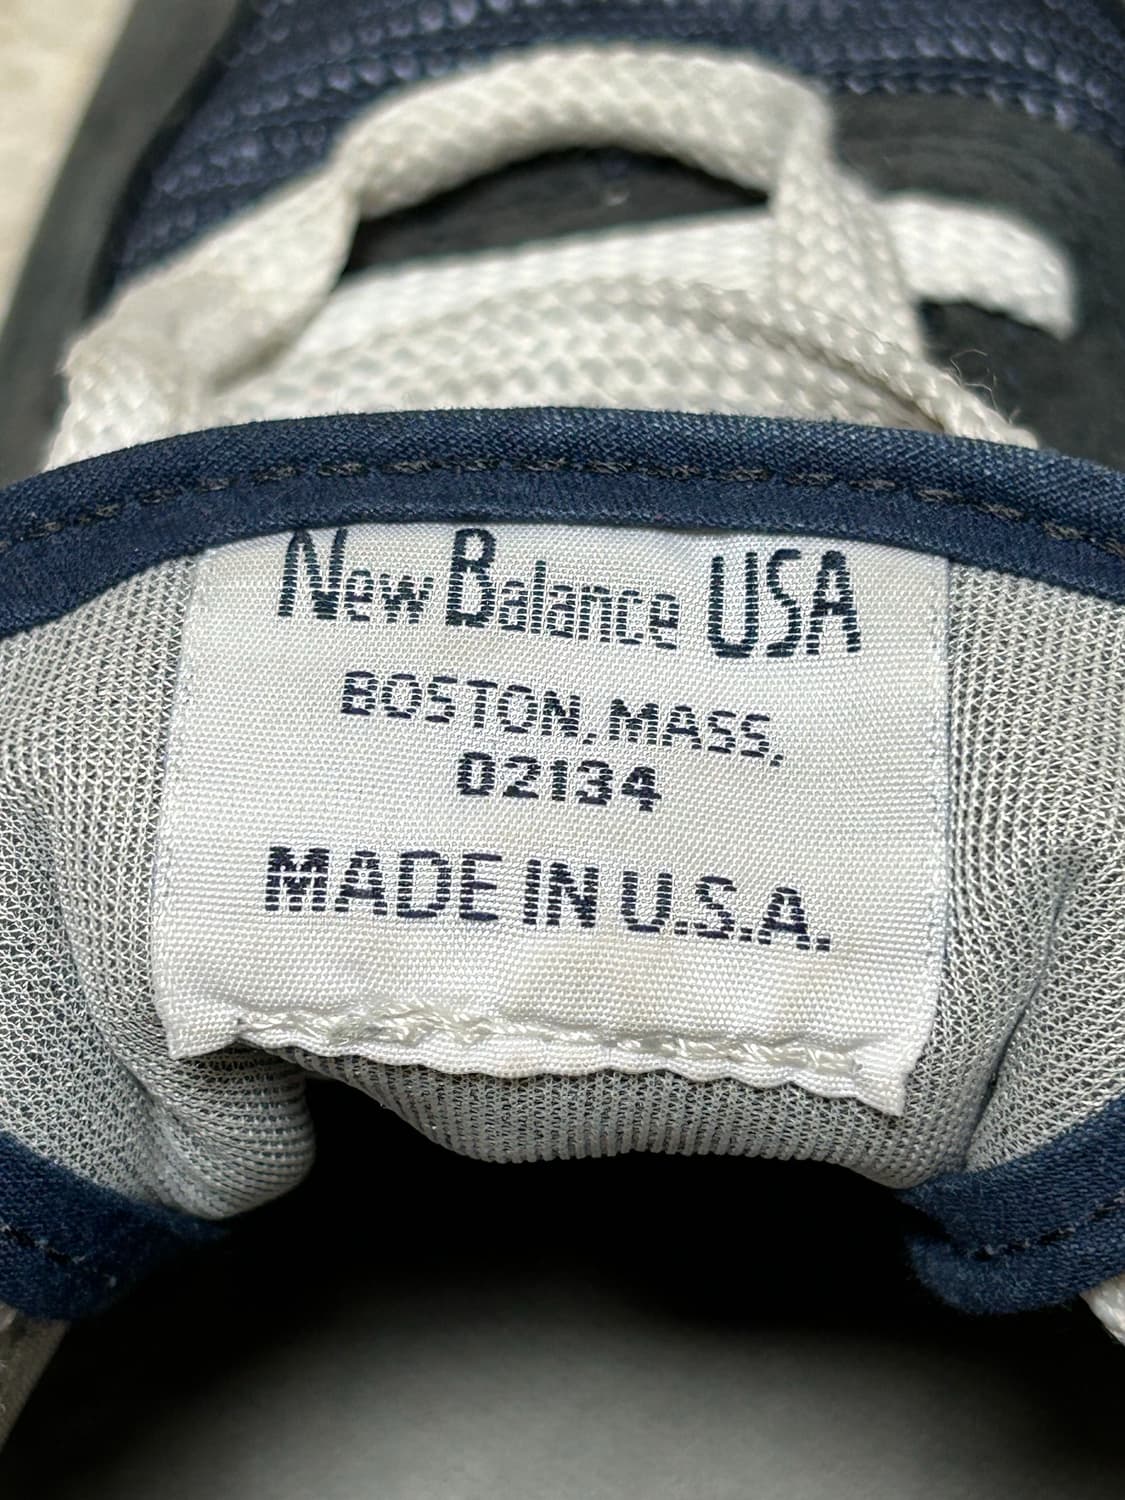 New Balance USA
BOSTON, MASS,
02134
MADE IN U.S.A.